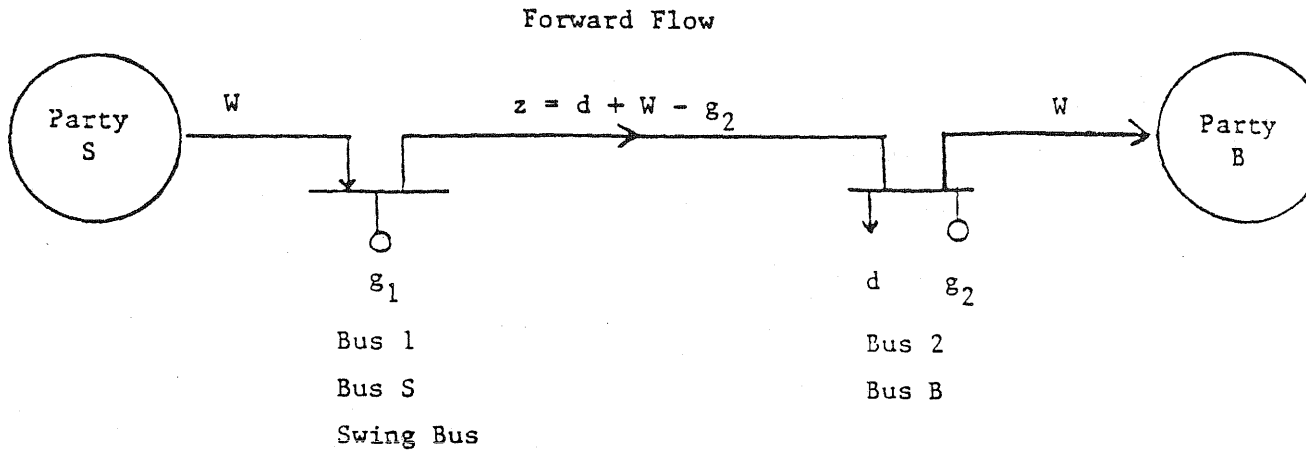 Forward Flow
Party
S
W
z = d + W - g2
W
Party
B
g1
d
g2
Bus 1
Bus S
Swing Bus
Bus 2
Bus B